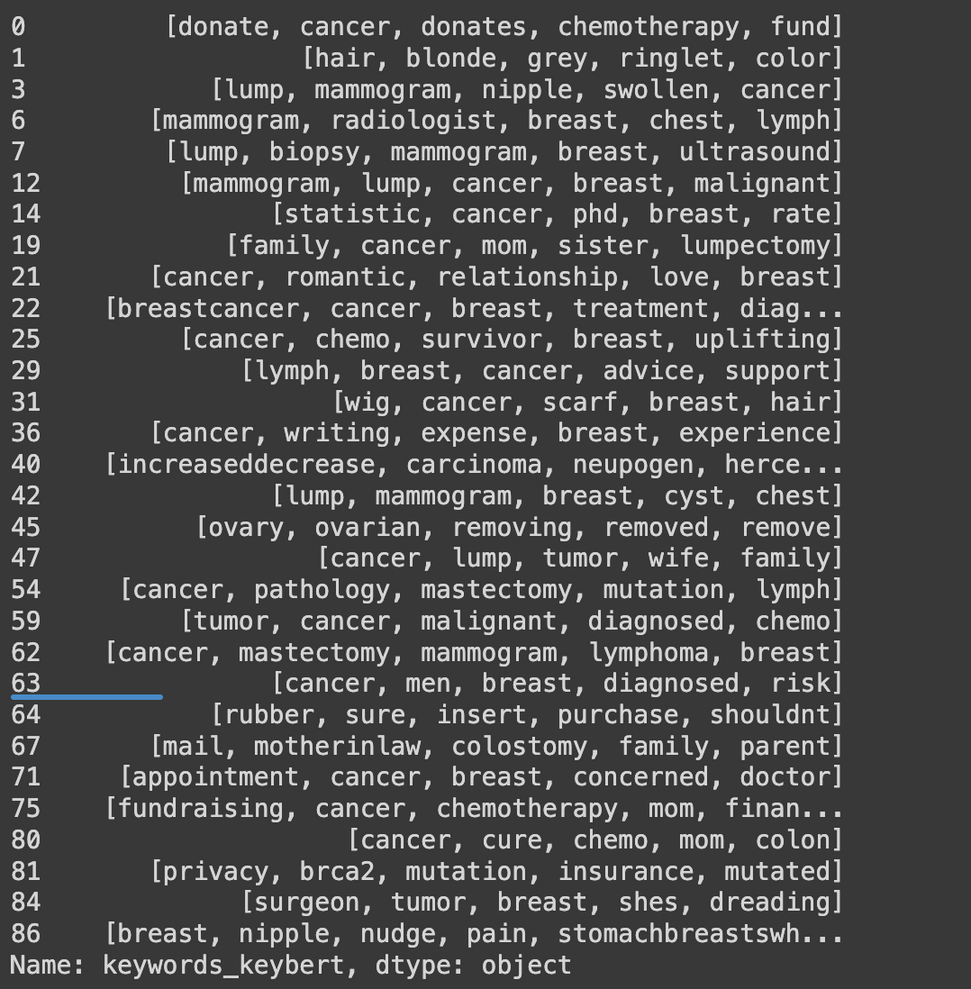 0 [donate, cancer, donates, chemotherapy, fund]
1 [hair, blonde, grey, ringlet, color]
3 [lump, mammogram, nipple, swollen, cancer]
6 [mammogram, radiologist, breast, chest, lymph]
7 [lump, biopsy, mammogram, breast, ultrasound]
12 [mammogram, lump, cancer, breast, malignant]
14 [statistic, cancer, phd, breast, rate]
19 [family, cancer, mom, sister, lumpectomy]
21 [cancer, romantic, relationship, love, breast]
22 [breastcancer, cancer, breast, treatment, diag...
25 [cancer, chemo, survivor, breast, uplifting]
29 [lymph, breast, cancer, advice, support]
31 [wig, cancer, scarf, breast, hair]
36 [cancer, writing, expense, breast, experience]
40 [increaseddecrease, carcinoma, neupogen, herce...
42 [lump, mammogram, breast, cyst, chest]
45 [ovary, ovarian, removing, removed, remove]
47 [cancer, lump, tumor, wife, family]
54 [cancer, pathology, mastectomy, mutation, lymph]
59 [tumor, cancer, malignant, diagnosed, chemo]
62 [cancer, mastectomy, mammogram, lymphoma, breast]
63 [cancer, men, breast, diagnosed, risk]
64 [rubber, sure, insert, purchase, shouldnt]
67 [mail, motherinlaw, colostomy, family, parent]
71 [appointment, cancer, breast, concerned, doctor]
75 [fundraising, cancer, chemotherapy, mom, finan...
80 [cancer, cure, chemo, mom, colon]
81 [privacy, brca2, mutation, insurance, mutated]
84 [surgeon, tumor, breast, shes, dreading]
86 [breast, nipple, nudge, pain, stomachbreastswh...
Name: keywords_keybert, dtype: object